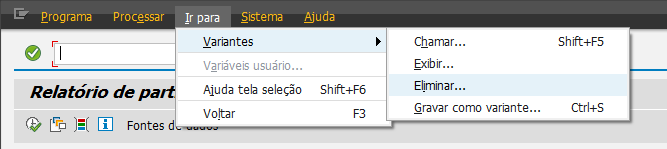 Programa Processar Ir para Sistema Ajuda
Variantes
Variáveis usuário...
Ajuda tela seleção Shift+F6
Voltar F3
Chamar... Shift+F5
Exibir...
Eliminar...
Gravar como variante... Ctrl+S
Relatório de part
Fontes de dados